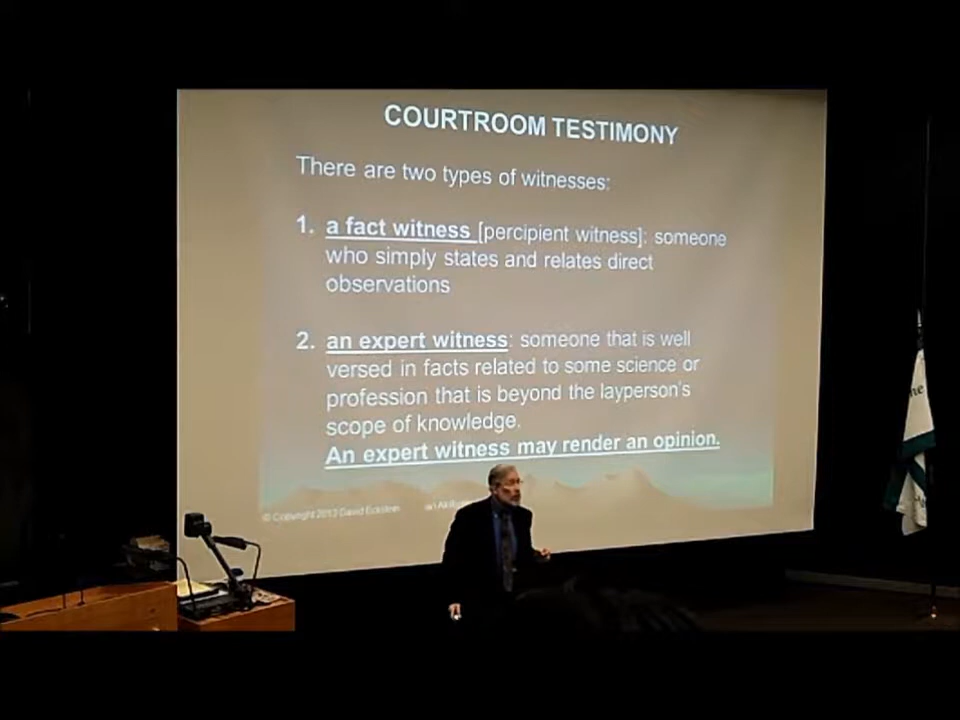 COURTROOM TESTIMONY
There are two types of witnesses:
1. a fact witness [percipient witness]: someone
who simply states and relates direct
observations
2. an expert witness: someone that is well
versed in facts related to some science or
profession that is beyond the layperson's
scope of knowledge.
An expert witness may render an opinion.
© Copyright 2013 David Eckstein All